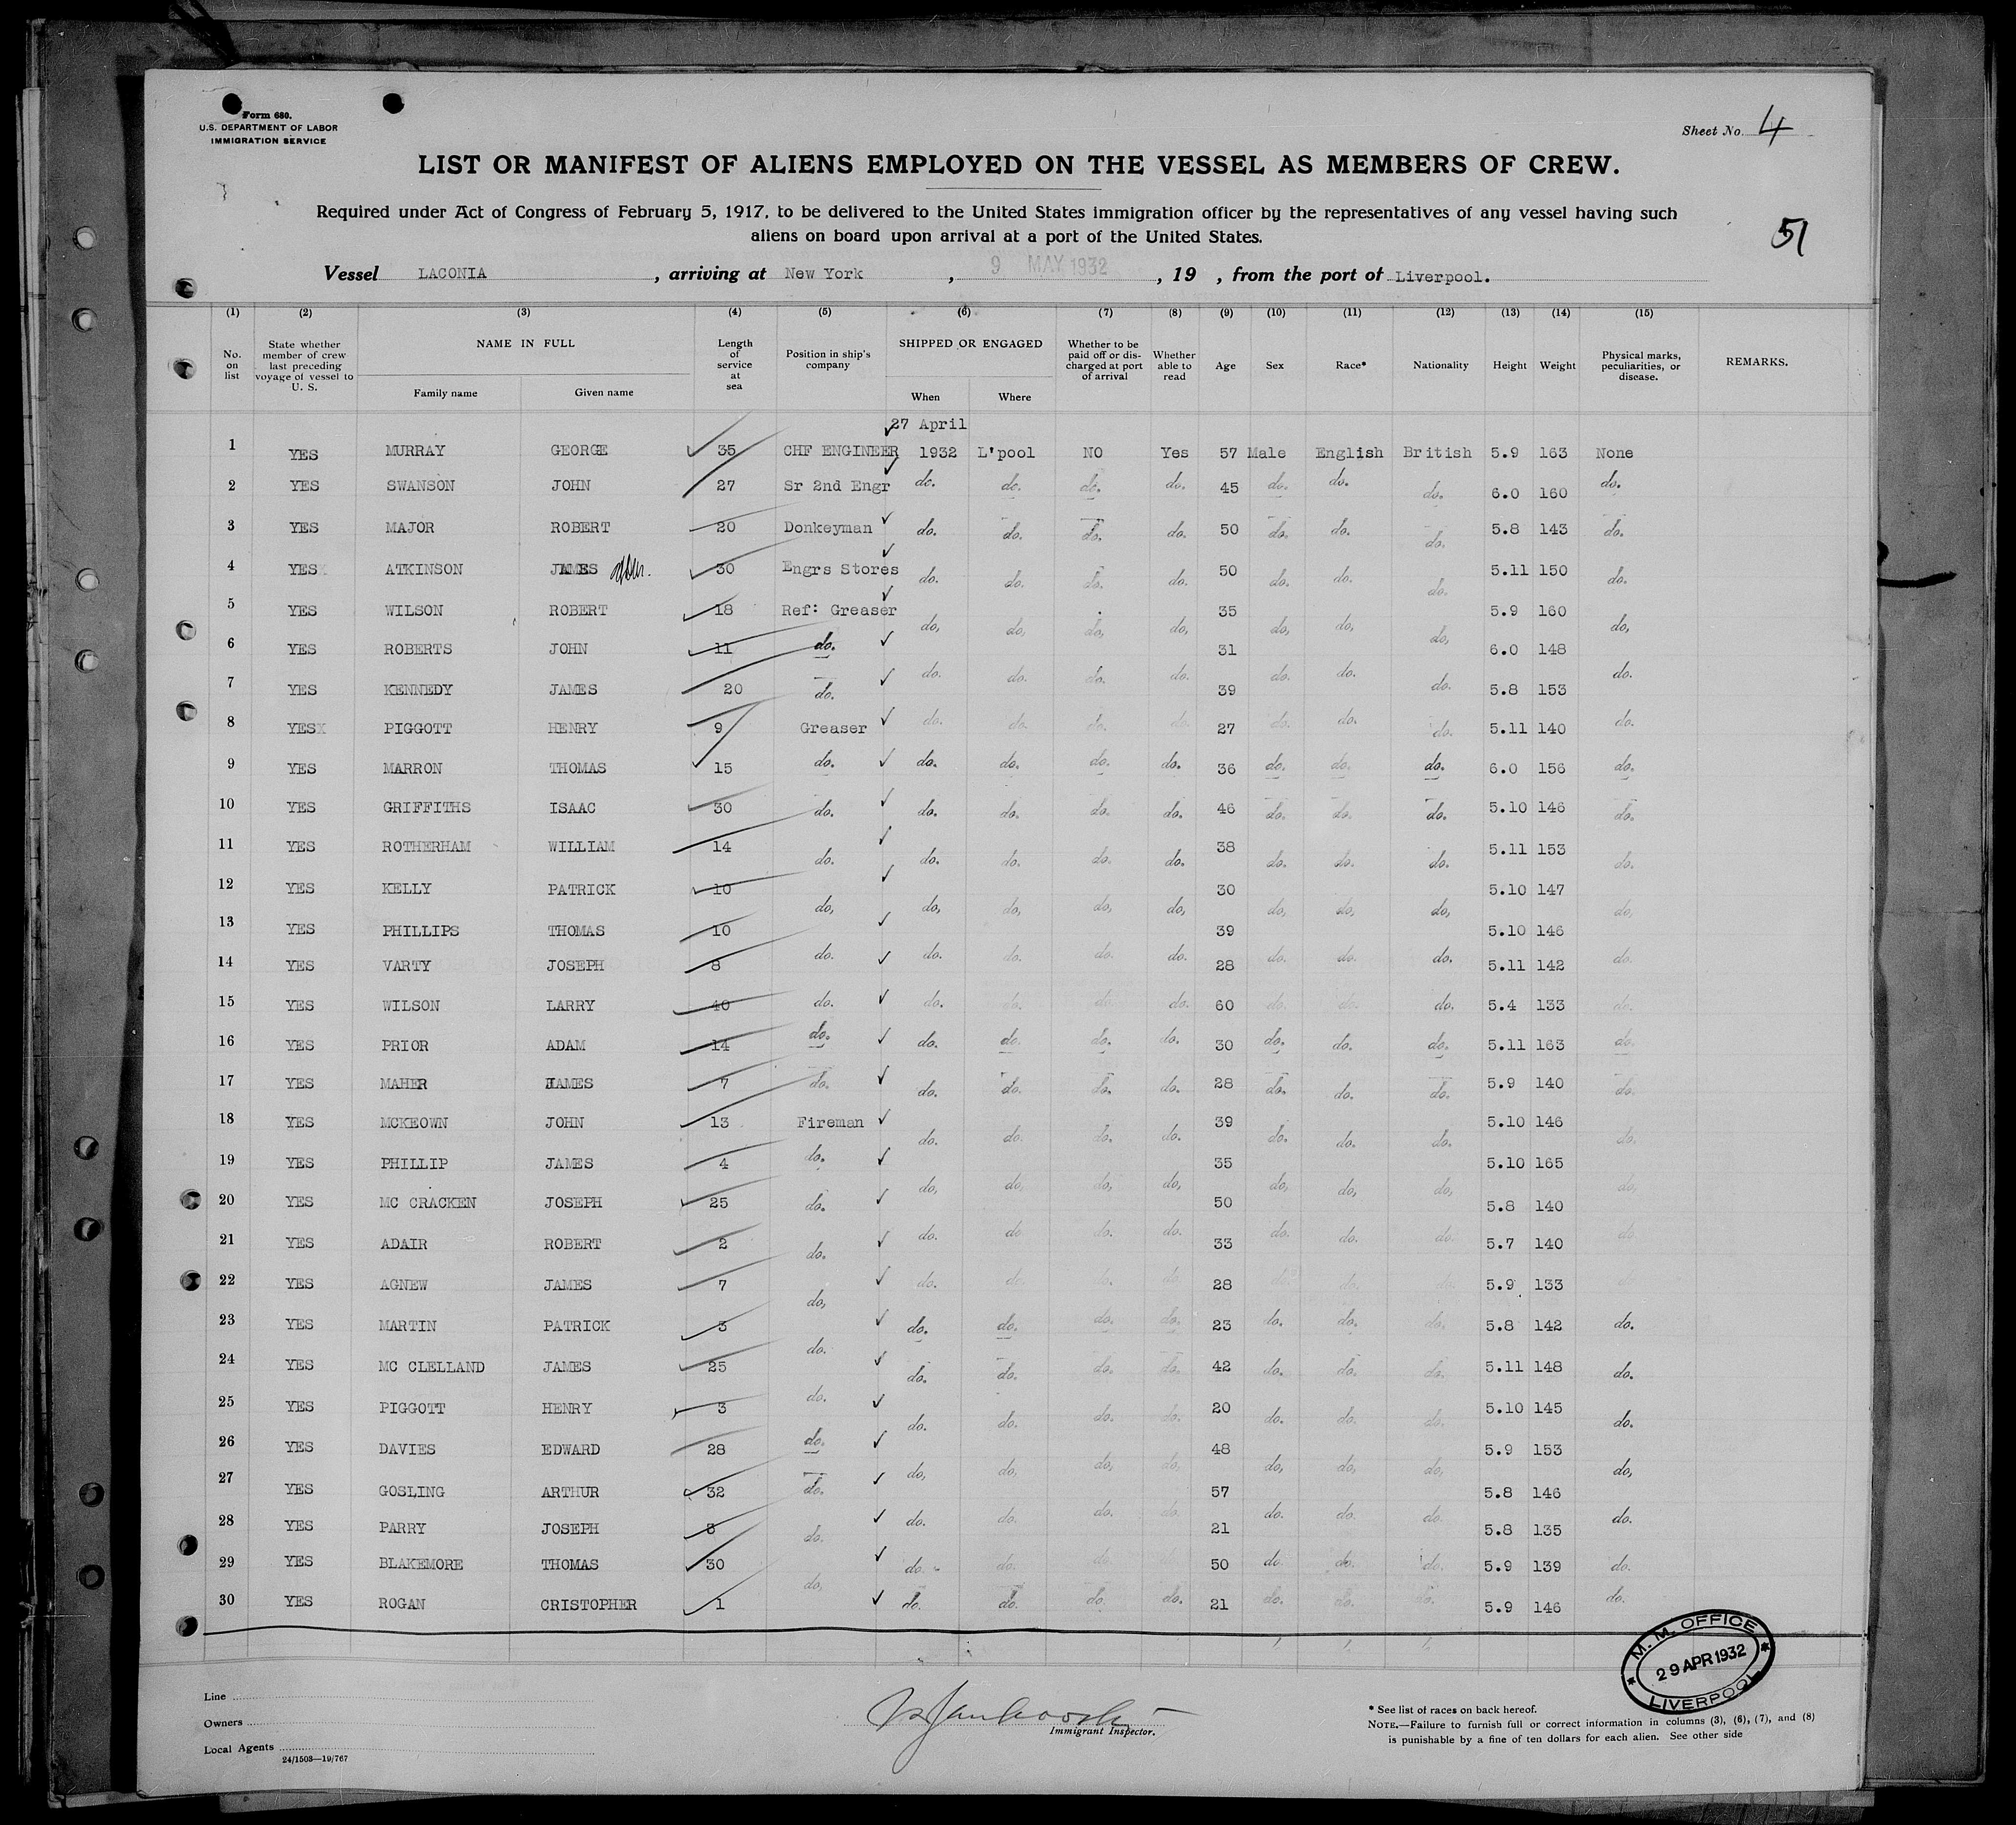 Form 680.
U.S. DEPARTMENT OF LABOR
IMMIGRATION SERVICE
Sheet No. 4
LIST OR MANIFEST OF ALIENS EMPLOYED ON THE VESSEL AS MEMBERS OF CREW.
Required under Act of Congress of February 5, 1917, to be delivered to the United States immigration officer by the representatives of any vessel having such
aliens on board upon arrival at a port of the United States.
51
Vessel LACONIA, arriving at New York, 9 MAY 1932, 19 , from the port of Liverpool.
(1) (2) (3) (4) (5) (6) (7) (8) (9) (10) (11) (12) (13) (14) (15)
No. on list State whether member of crew last preceding voyage of vessel to U. S. NAME IN FULL Family name Given name Length of service at sea Position in ship's company SHIPPED OR ENGAGED When Where Whether to be paid off or discharged at port of arrival Whether able to read Age Sex Race* Nationality Height Weight Physical marks, peculiarities, or disease. REMARKS.
27 April
1 YES MURRAY GEORGE 35 CHF ENGINEER 1932 L'pool NO Yes 57 Male English British 5.9 163 None
2 YES SWANSON JOHN 27 Sr 2nd Engr do. do. do. do. 45 do. do. do. 6.0 160 do.
3 YES MAJOR ROBERT 20 Donkeyman do. do. do. do. 50 do. do. do. 5.8 143 do.
4 YES ATKINSON JAMES 30 Engrs Stores do. do. do. do. 50 do. do. do. 5.11 150 do.
5 YES WILSON ROBERT 18 Ref: Greaser do, do, do, do, 35 do, do, do, 5.9 160 do,
6 YES ROBERTS JOHN 11 do. 31 6.0 148
7 YES KENNEDY JAMES 20 do. do. do. do. do. 39 do. do. do. 5.8 153 do.
8 YES PIGGOTT HENRY 9 Greaser do. do. do. do. 27 do. do. do. 5.11 140 do.
9 YES MARRON THOMAS 15 do. do. do. do. do. 36 do. do. do. 6.0 156 do.
10 YES GRIFFITHS ISAAC 30 do. do. do. do. do. 46 do. do. do. 5.10 146 do.
11 YES ROTHERHAM WILLIAM 14 do. do. do. do. do. 38 do. do. do. 5.11 153 do.
12 YES KELLY PATRICK 10 do, do, do, do, do, 30 do, do, do, 5.10 147 do,
13 YES PHILLIPS THOMAS 10 39 5.10 146
14 YES VARTY JOSEPH 8 do. do. do. do. do. 28 do. do. do. 5.11 142 do.
15 YES WILSON LARRY 40 do. do. do. do. do. 60 do. do. do. 5.4 133 do.
16 YES PRIOR ADAM 14 do. do. do. do. do. 30 do. do. do. 5.11 163 do.
17 YES MAHER JAMES 7 do. do. do. do. do. 28 do. do. do. 5.9 140 do.
18 YES MCKEOWN JOHN 13 Fireman do. do. do. do. 39 do. do. do. 5.10 146 do.
19 YES PHILLIP JAMES 4 do. do, do, do, do, 35 do, do, do, 5.10 165 do,
20 YES MC CRACKEN JOSEPH 25 do. 50 5.8 140
21 YES ADAIR ROBERT 2 do. do. do do. do. 33 do. do. do. 5.7 140 do
22 YES AGNEW JAMES 7 do, do. do do. do 28 do. do. 5.9 133
23 YES MARTIN PATRICK 3 do. do. do. do. do. 23 do. do. do. 5.8 142 do.
24 YES MC CLELLAND JAMES 25 do. do. do. do. 42 do. do. do. 5.11 148 do.
25 YES PIGGOTT HENRY 3 do. do. do. do. do. 20 do. do. do. 5.10 145 do.
26 YES DAVIES EDWARD 28 do. do, do, do, do, 48 do, do, do, 5.9 153 do,
27 YES GOSLING ARTHUR 32 do. 57 5.8 146
28 YES PARRY JOSEPH 3 do. do. do. do. do. 21 do. do. do. 5.8 135 do.
29 YES BLAKEMORE THOMAS 30 do, do. do. do. 50 do do. do. 5.9 139 do.
30 YES ROGAN CRISTOPHER 1 do. do. do. do. 21 do. do. do. 5.9 146 do.
M.M. OFFICE
29 APR 1932
LIVERPOOL
Line
Owners
Local Agents
24/1503—19/767
Immigrant Inspector.
* See list of races on back hereof.
NOTE.—Failure to furnish full or correct information in columns (3), (6), (7), and (8)
is punishable by a fine of ten dollars for each alien. See other side